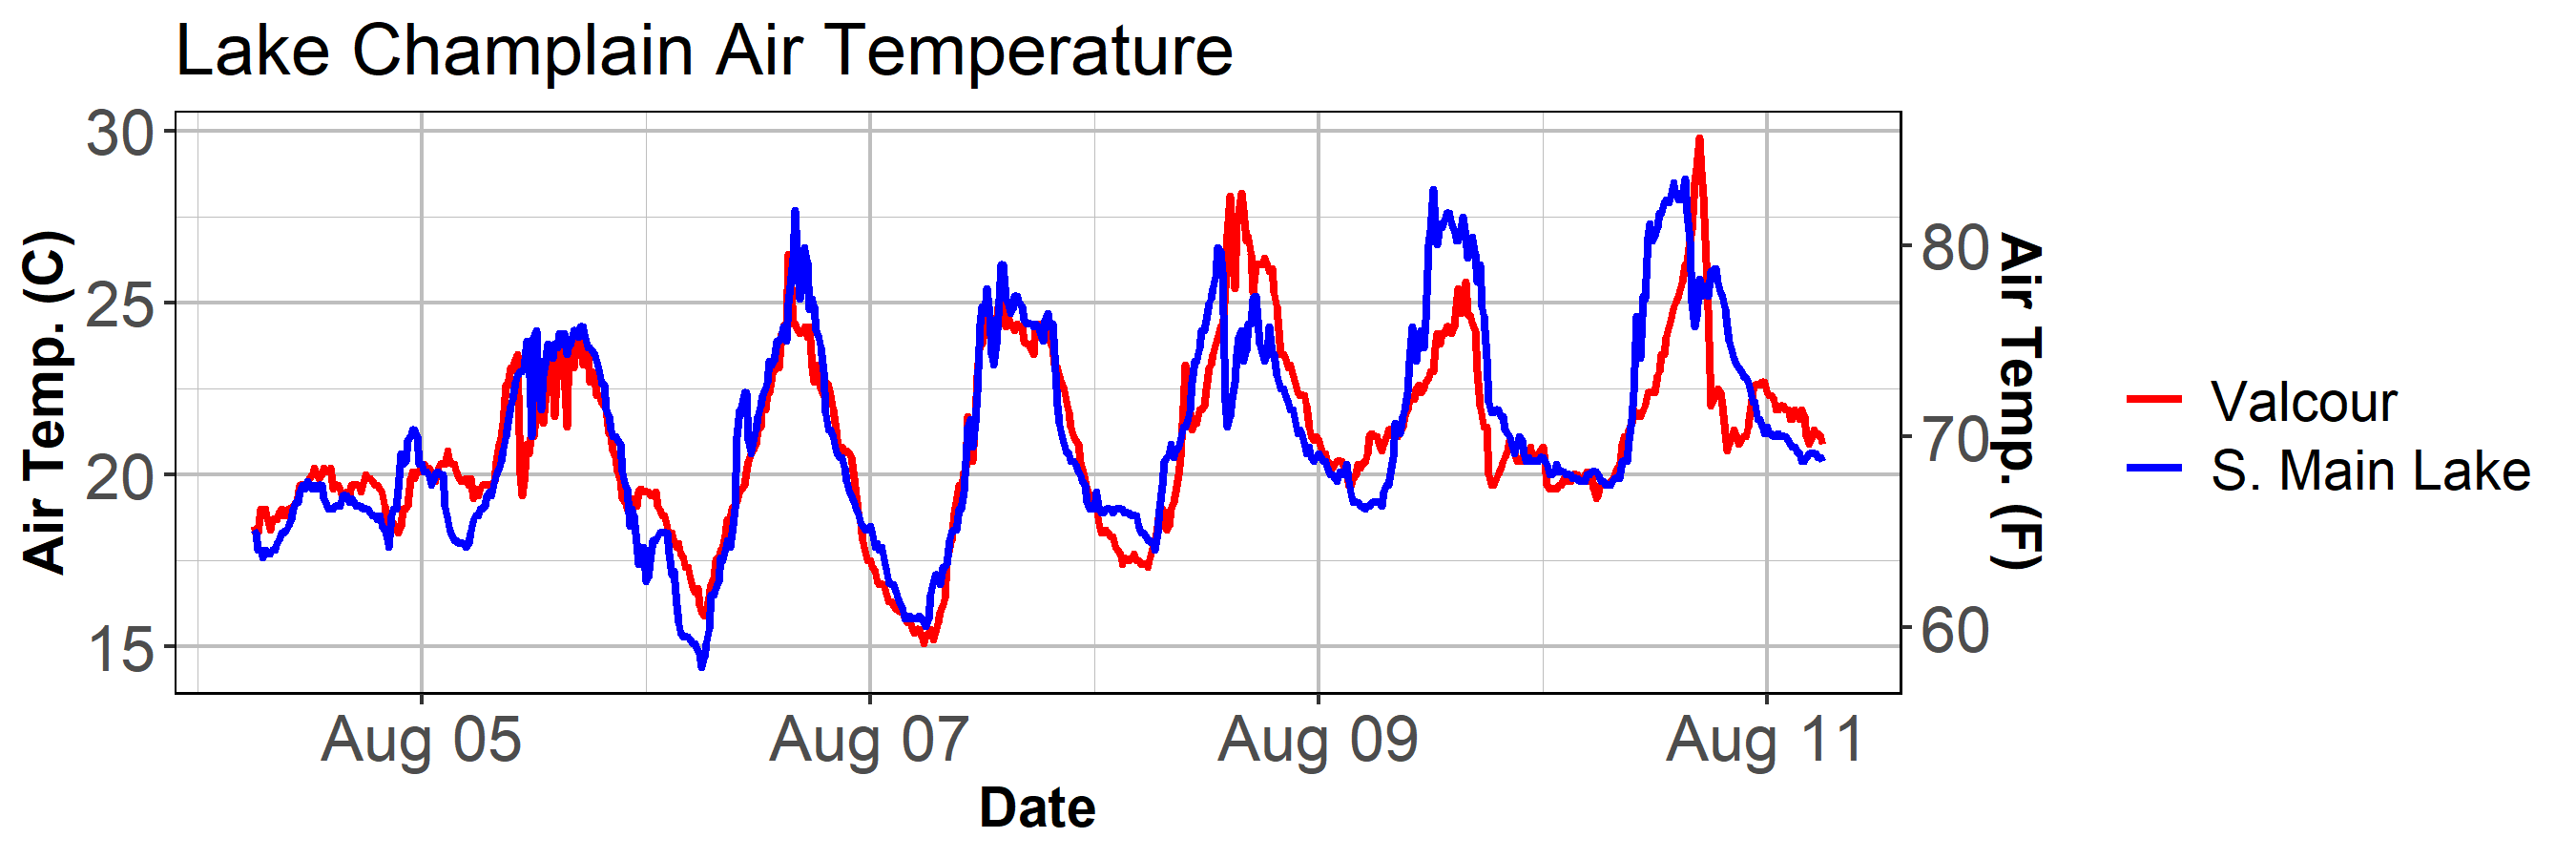 Lake Champlain Air Temperature
30
25
20
15
Air Temp. (C)
80
70
60
Air Temp. (F)
Aug 05
Aug 07
Aug 09
Aug 11
Date
Valcour
S. Main Lake